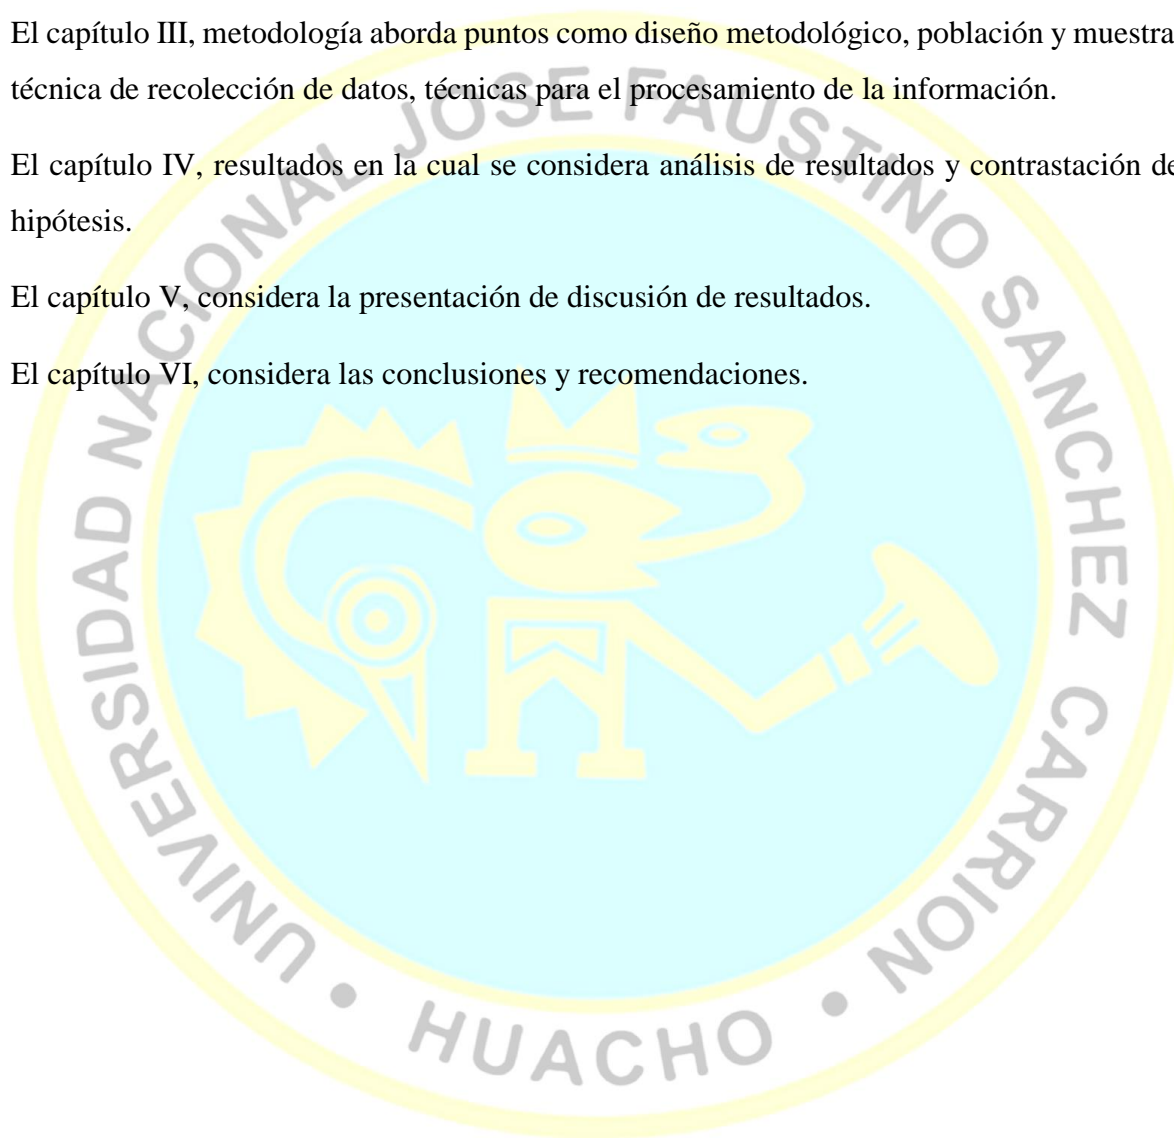 El capítulo III, metodología aborda puntos como diseño metodológico, población y muestra
técnica de recolección de datos, técnicas para el procesamiento de la información.
El capítulo IV, resultados en la cual se considera análisis de resultados y contrastación de
hipótesis.
El capítulo V, considera la presentación de discusión de resultados.
El capítulo VI, considera las conclusiones y recomendaciones.
UNIVERSIDAD NACIONAL JOSE FAUSTINO SANCHEZ CARRION • HUACHO •